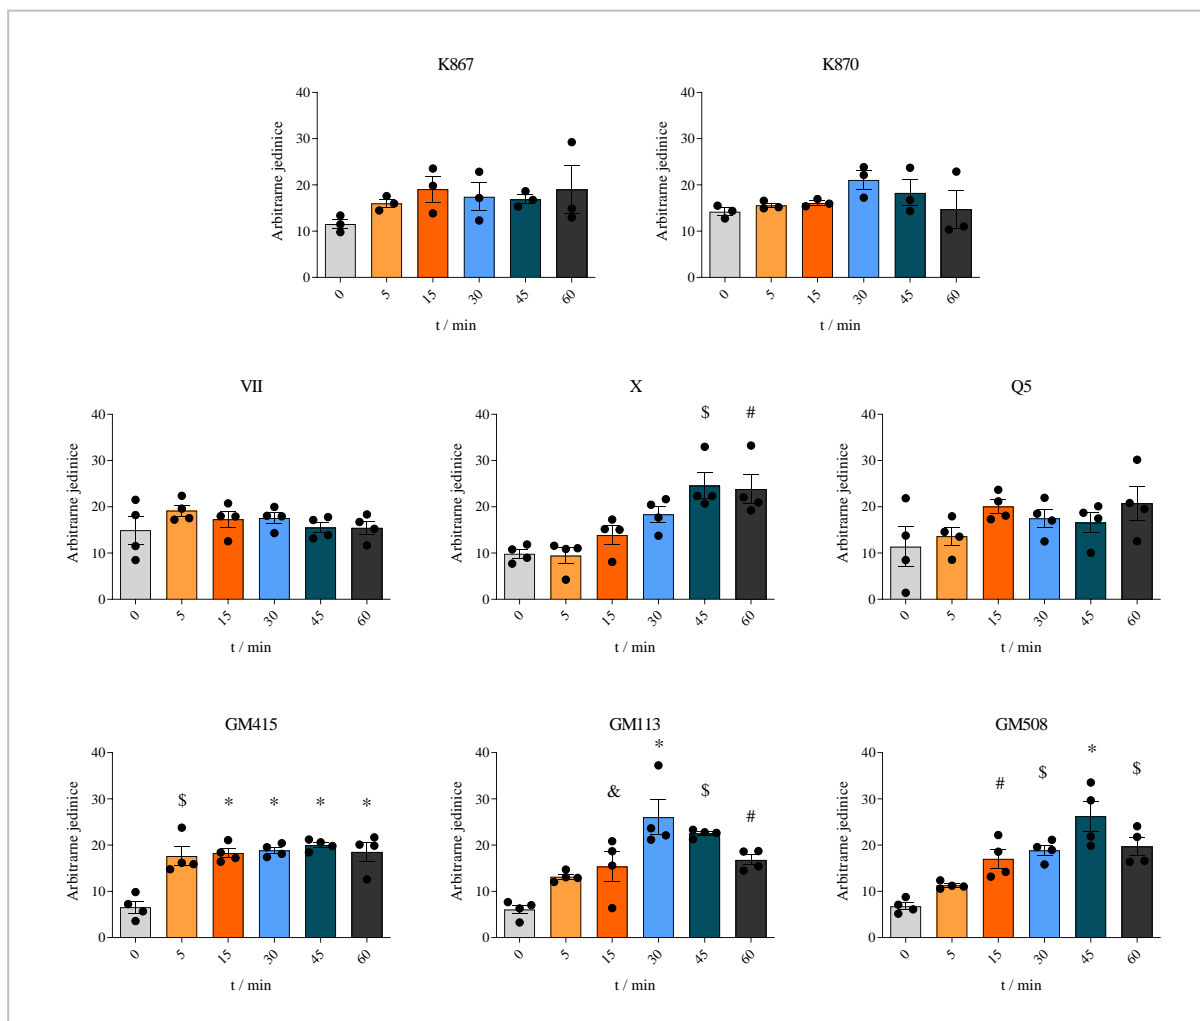 K867 K870
40 40
30 30
20 20
10 10
0 0
Arbitrarne jedinice Arbitrarne jedinice
0 5 15 30 45 60 0 5 15 30 45 60
t / min t / min
VII X Q5
$ #
40 40 40
30 30 30
20 20 20
10 10 10
0 0 0
Arbitrarne jedinice Arbitrarne jedinice Arbitrarne jedinice
0 5 15 30 45 60 0 5 15 30 45 60 0 5 15 30 45 60
t / min t / min t / min
GM415 GM113 GM508
$ * * * * & * $ # # $ * $
40 40 40
30 30 30
20 20 20
10 10 10
0 0 0
Arbitrarne jedinice Arbitrarne jedinice Arbitrarne jedinice
0 5 15 30 45 60 0 5 15 30 45 60 0 5 15 30 45 60
t / min t / min t / min